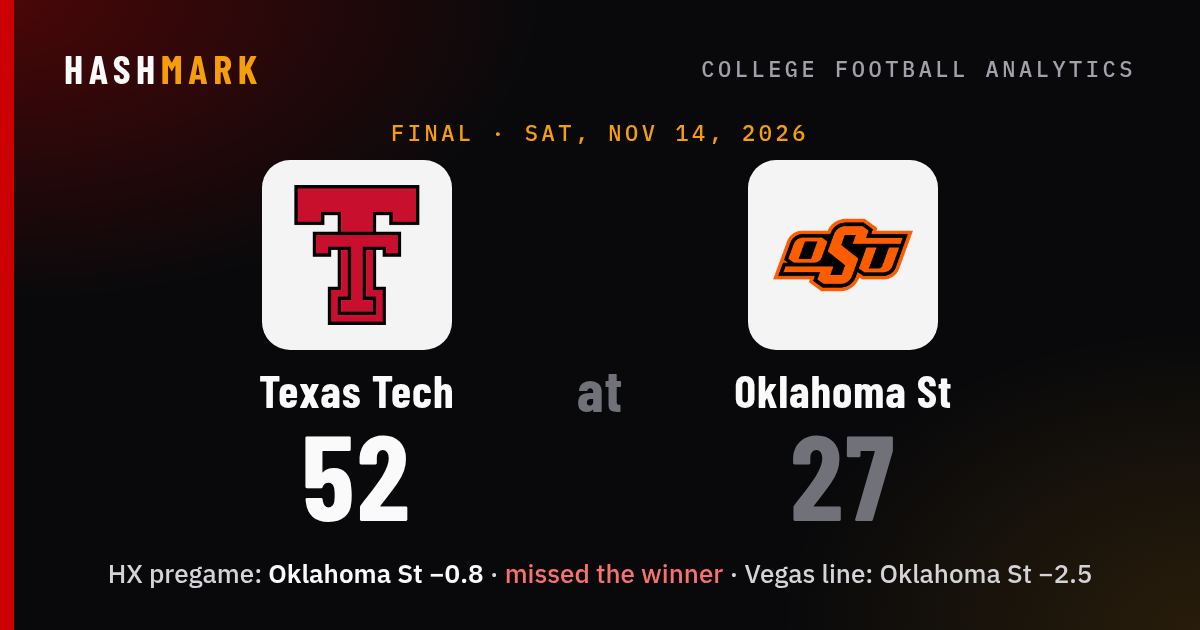 HASHMARK
COLLEGE FOOTBALL ANALYTICS
FINAL · SAT, NOV 14, 2026
OSU
Texas Tech
at
Oklahoma St
52
27
HX pregame: Oklahoma St −0.8 · missed the winner · Vegas line: Oklahoma St −2.5